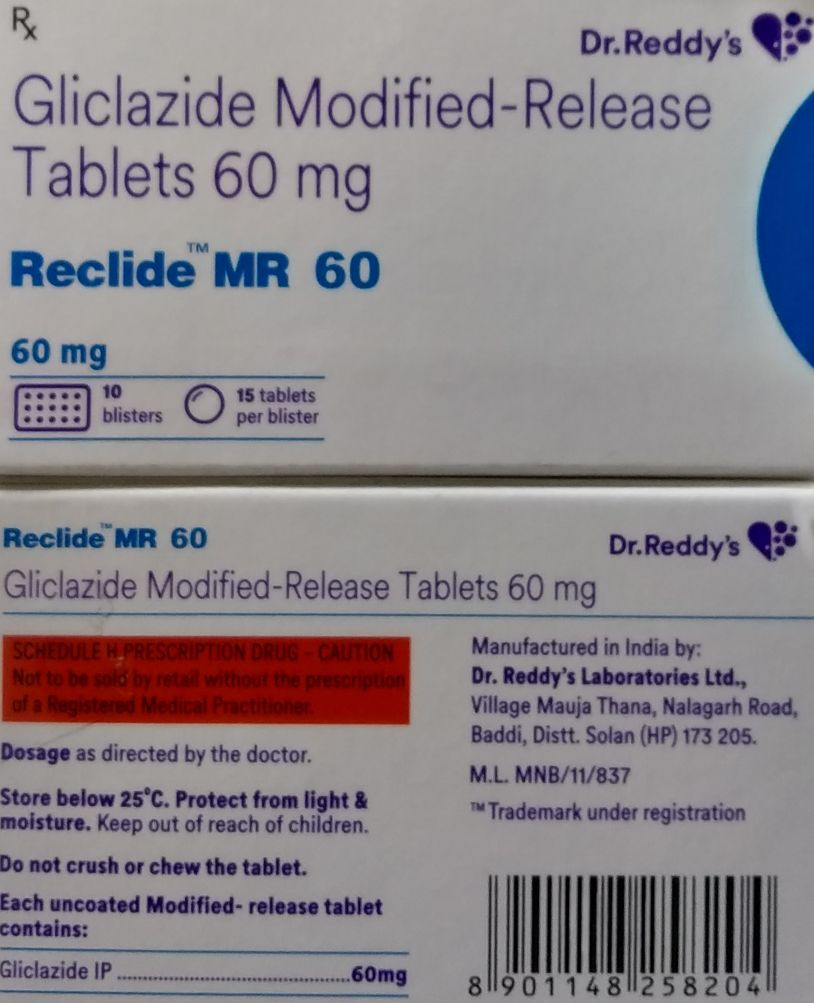 Rx
Dr.Reddy's
Gliclazide Modified-Release
Tablets 60 mg
Reclide™ MR 60
60 mg
10
blisters
15 tablets
per blister
Reclide™ MR 60
Dr.Reddy's
Gliclazide Modified-Release Tablets 60 mg
SCHEDULE H PRESCRIPTION DRUG - CAUTION
Not to be sold by retail without the prescription
of a Registered Medical Practitioner.
Dosage as directed by the doctor.
Store below 25°C. Protect from light &
moisture. Keep out of reach of children.
Do not crush or chew the tablet.
Each uncoated Modified- release tablet
contains:
Gliclazide IP ........................................60mg
Manufactured in India by:
Dr. Reddy's Laboratories Ltd.,
Village Mauja Thana, Nalagarh Road,
Baddi, Distt. Solan (HP) 173 205.
M.L. MNB/11/837
™Trademark under registration
8 901148 258204